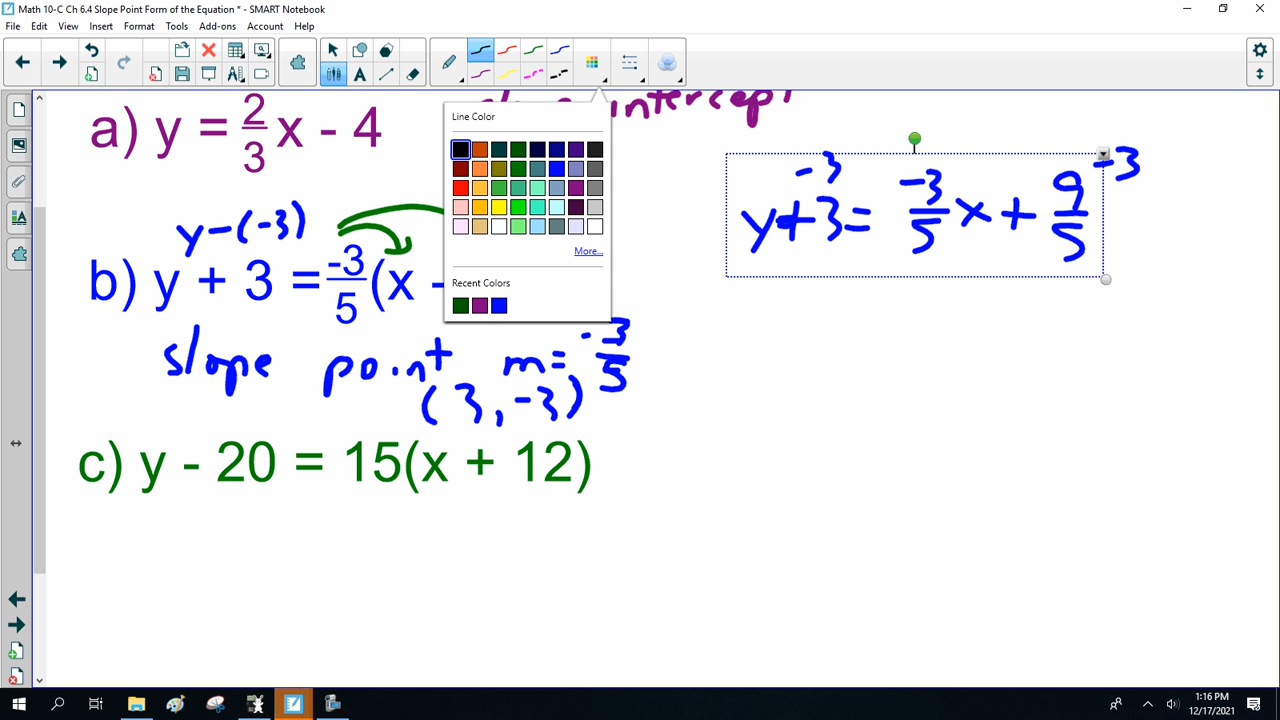 Math 10-C Ch 6.4 Slope Point Form of the Equation * - SMART Notebook
File Edit View Insert Format Page Tools Add-ons Account Help
intercept
a) y = 2/3 x - 4
Line Color
More...
Recent Colors
-3 -3
y+3= -3/5 x + 9/5
y-(-3)
b) y + 3 = -3/5 (x -
slope point m= -3/5
(3, -3)
c) y - 20 = 15(x + 12)
1:16 PM
12/17/2021